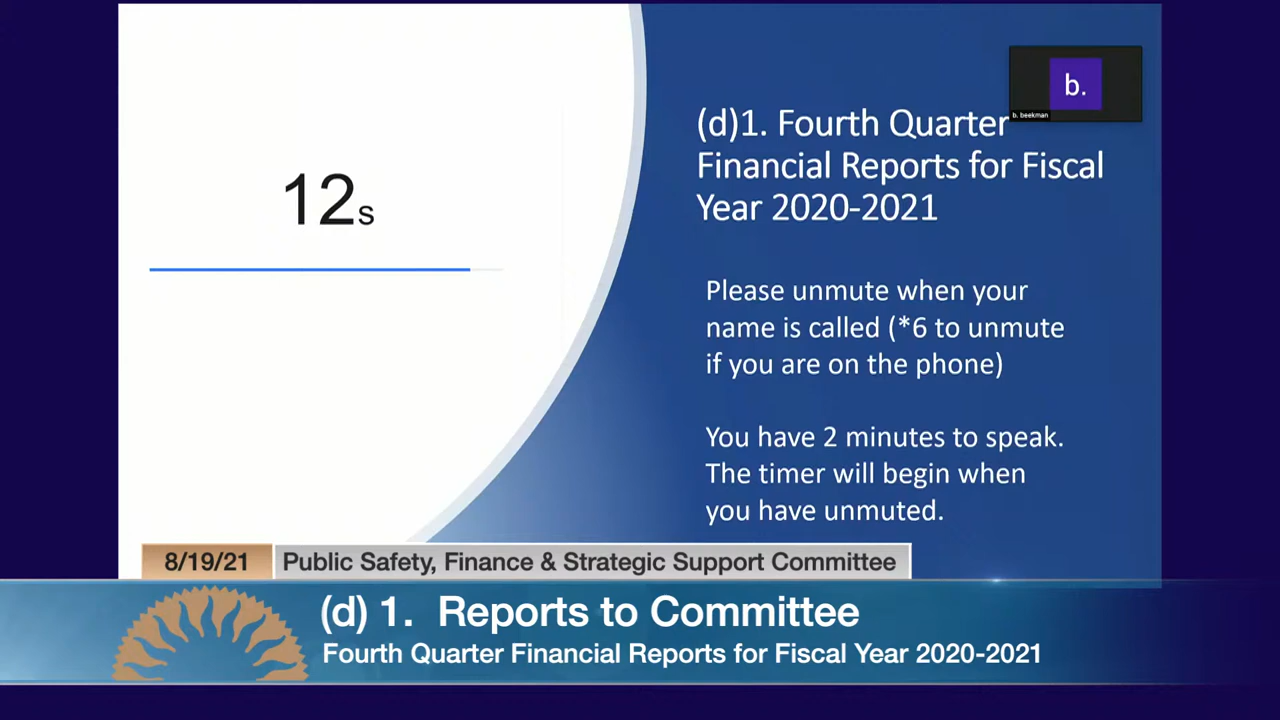 12s
b.
b. beekman
(d)1. Fourth Quarter
Financial Reports for Fiscal
Year 2020-2021
Please unmute when your
name is called (*6 to unmute
if you are on the phone)
You have 2 minutes to speak.
The timer will begin when
you have unmuted.
8/19/21
Public Safety, Finance & Strategic Support Committee
(d) 1. Reports to Committee
Fourth Quarter Financial Reports for Fiscal Year 2020-2021